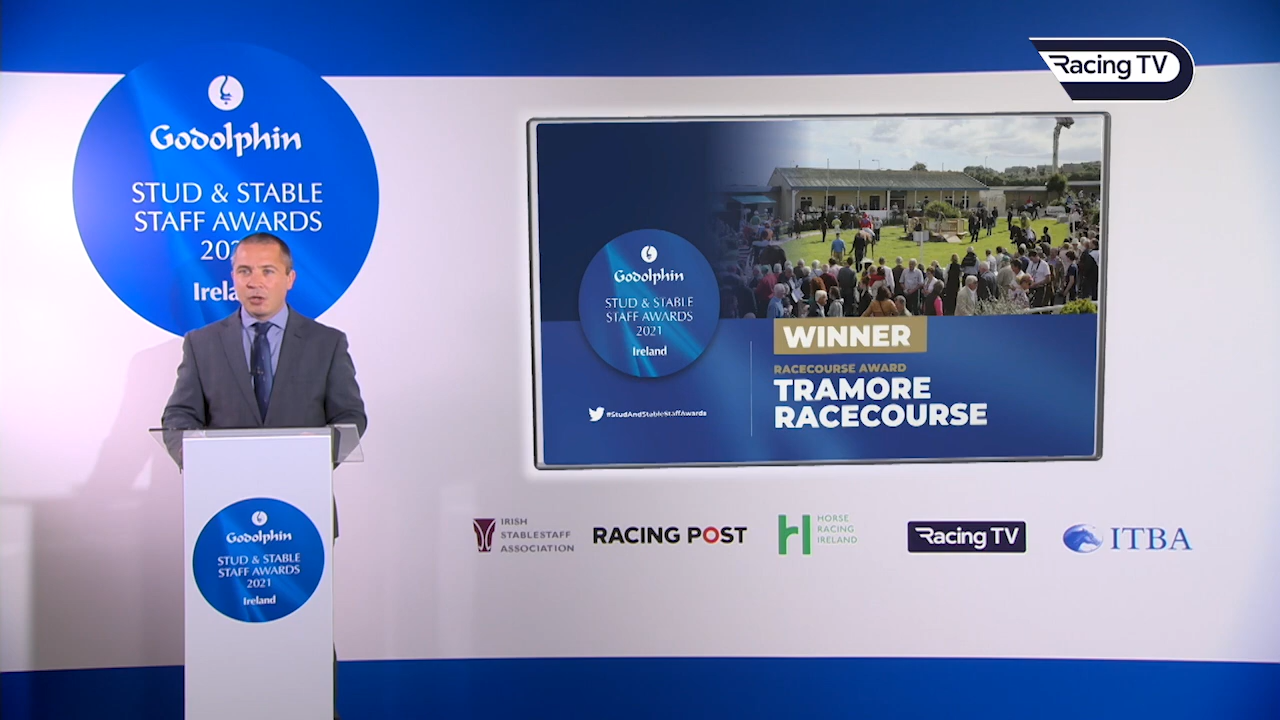 Racing TV
Godolphin
STUD & STABLE
STAFF AWARDS
Godolphin
STUD & STABLE
STAFF AWARDS
2021
Ireland
#StudAndStableStaffAwards
WINNER
RACECOURSE AWARD
TRAMORE
RACECOURSE
IRISH
STABLESTAFF
ASSOCIATION
RACING POST
HORSE
RACING
IRELAND
Racing TV
ITBA
Godolphin
STUD & STABLE
STAFF AWARDS
2021
Ireland